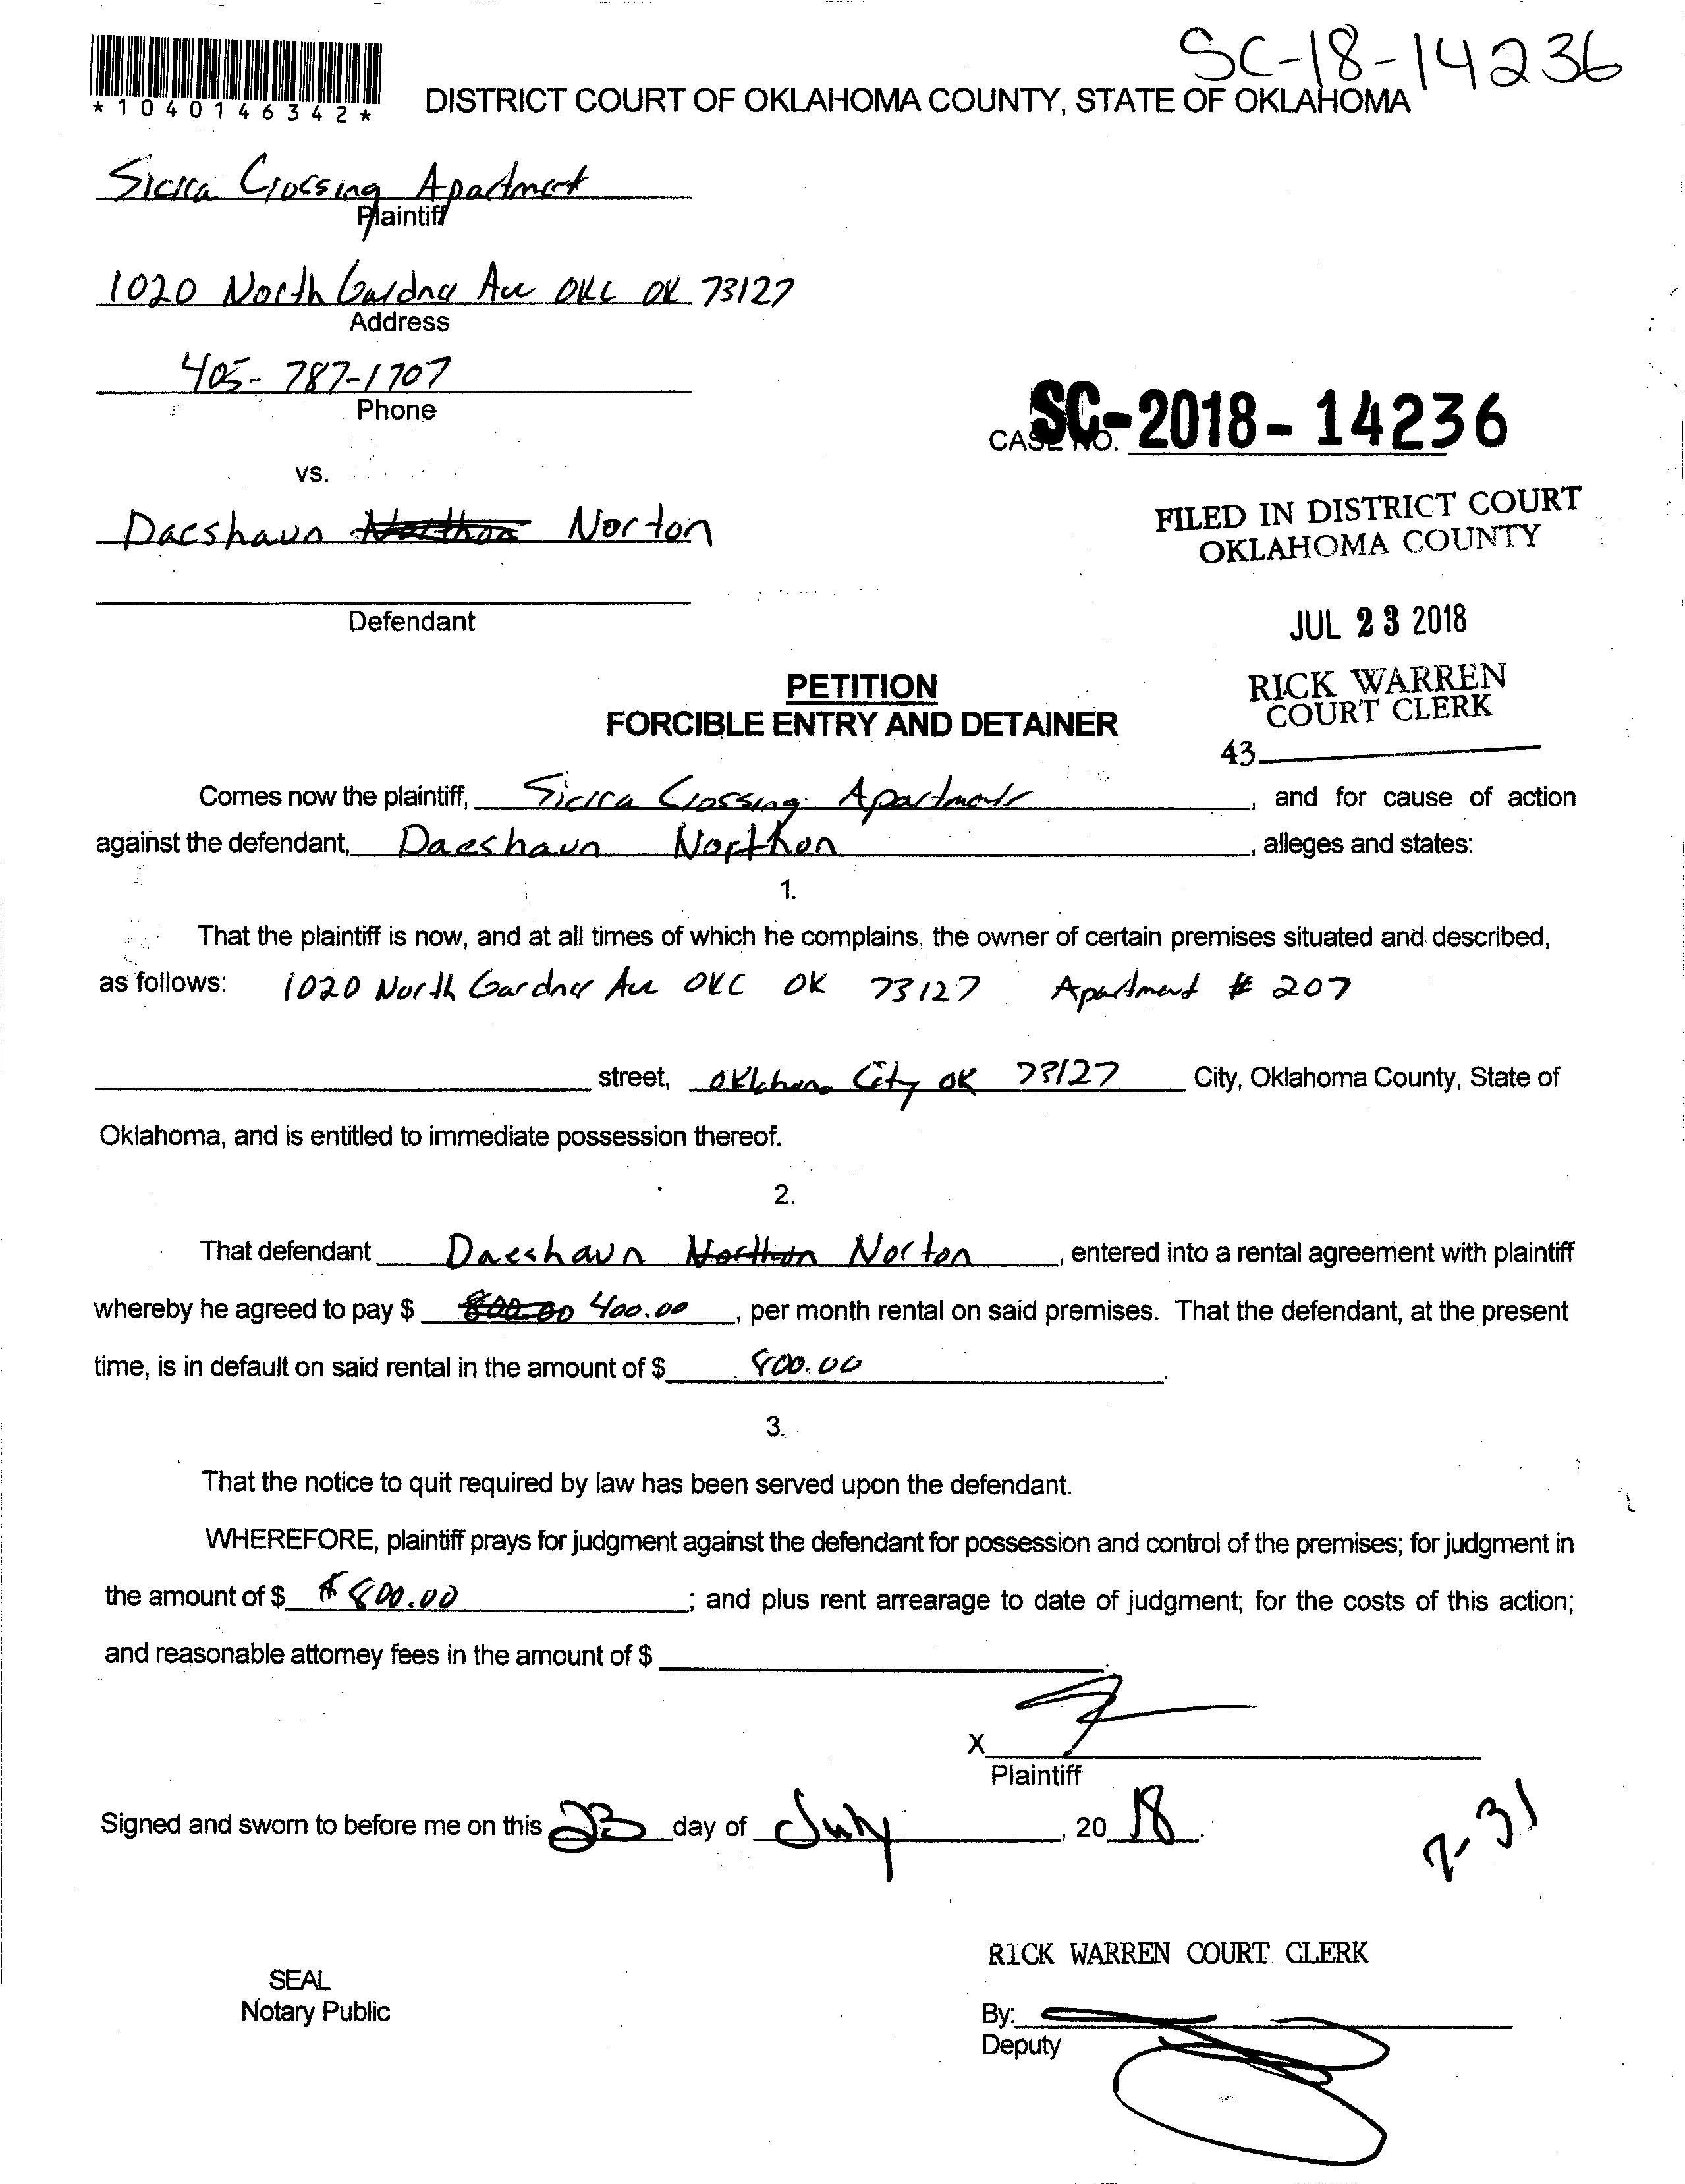 SC-18-14236
*1040146342*
DISTRICT COURT OF OKLAHOMA COUNTY, STATE OF OKLAHOMA
Sierra Crossing Apartment
Plaintiff
1020 North Gardner Ave OKC OK 73127
Address
405-787-1707
Phone
CASE NO. SC-2018-14236
vs.
FILED IN DISTRICT COURT
OKLAHOMA COUNTY
Daeshaun Northon Norton
Defendant
JUL 23 2018
PETITION
FORCIBLE ENTRY AND DETAINER
RICK WARREN
COURT CLERK
43
Comes now the plaintiff, Sierra Crossing Apartments, and for cause of action
against the defendant, Daeshaun Northon, alleges and states:
1.
That the plaintiff is now, and at all times of which he complains, the owner of certain premises situated and described,
as follows: 1020 North Gardner Ave OKC OK 73127 Apartment # 207
street, Oklahoma City OK 73127 City, Oklahoma County, State of
Oklahoma, and is entitled to immediate possession thereof.
2.
That defendant Daeshaun Northon Norton, entered into a rental agreement with plaintiff
whereby he agreed to pay $ 800.00 400.00, per month rental on said premises. That the defendant, at the present
time, is in default on said rental in the amount of $ 800.00.
3.
That the notice to quit required by law has been served upon the defendant.
WHEREFORE, plaintiff prays for judgment against the defendant for possession and control of the premises; for judgment in
the amount of $ $800.00; and plus rent arrearage to date of judgment; for the costs of this action;
and reasonable attorney fees in the amount of $ .
X
Plaintiff
Signed and sworn to before me on this 23 day of July, 20 18.
7-31
RICK WARREN COURT CLERK
SEAL
Notary Public
By:
Deputy